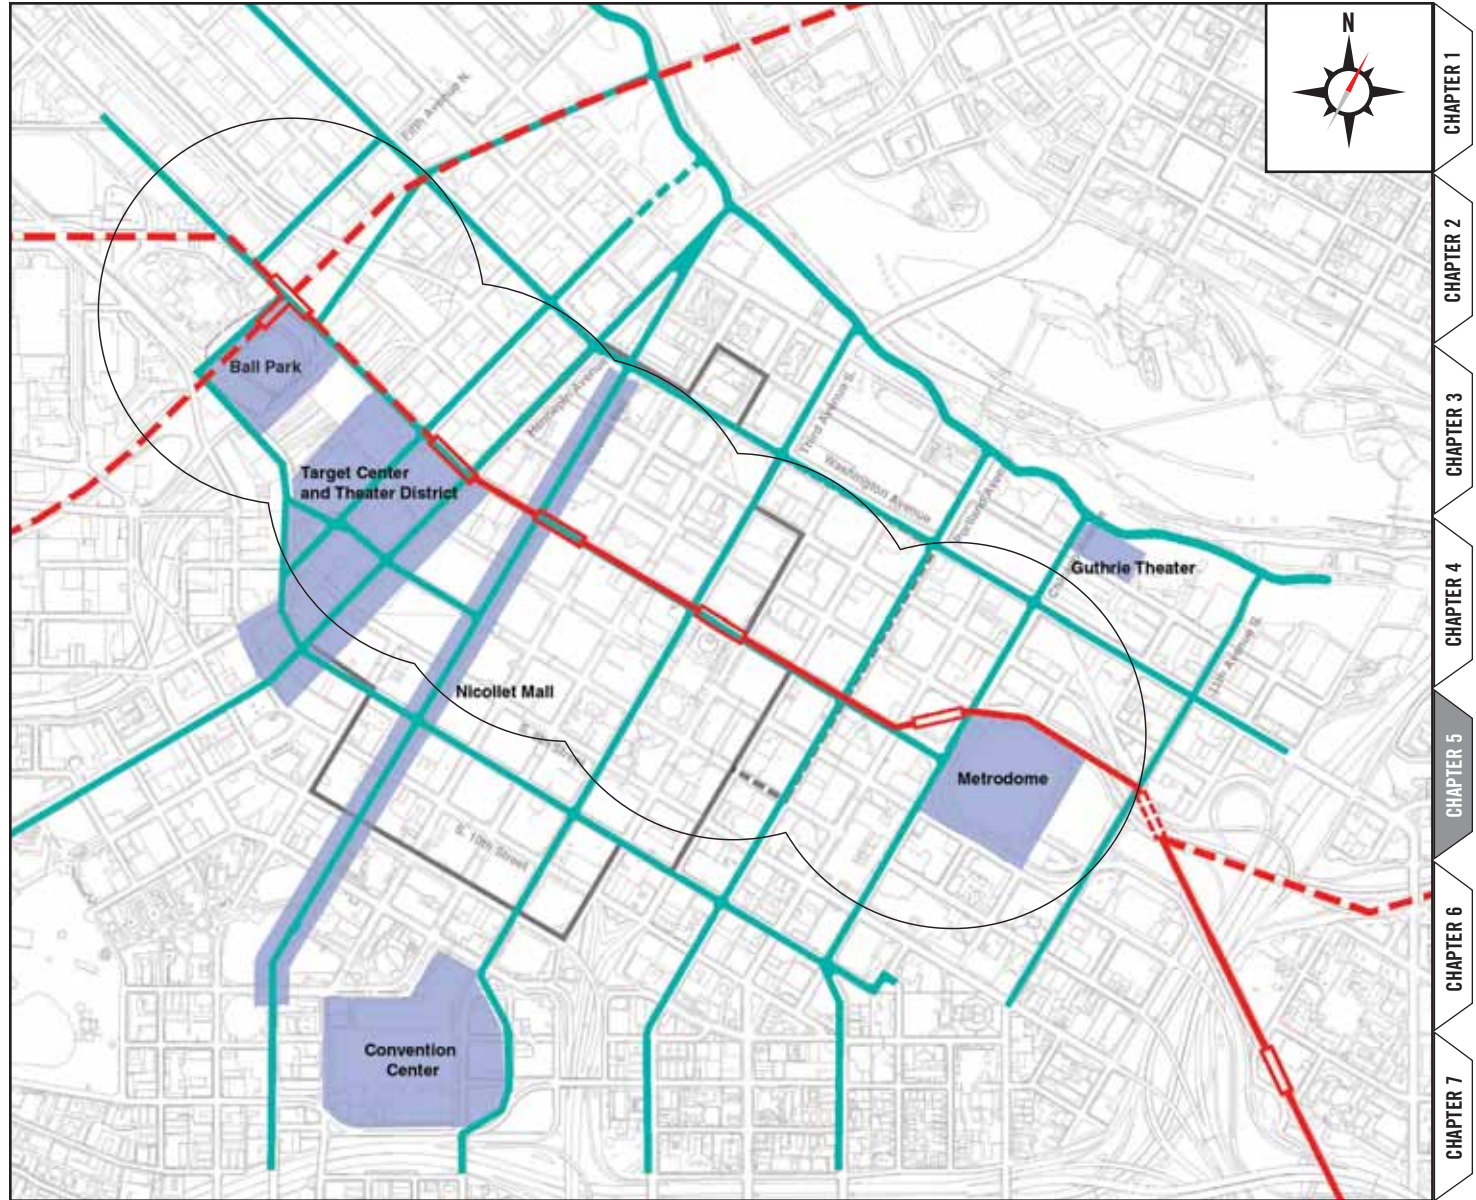 N
Fifth Avenue N.
Ball Park
Hennepin Avenue
Third Avenue S.
Target Center
and Theater District
Washington Avenue
Portland Ave
Guthrie Theater
11th Avenue S.
Nicollet Mall
Metrodome
S. 10th Street
Convention
Center
CHAPTER 1
CHAPTER 2
CHAPTER 3
CHAPTER 4
CHAPTER 5
CHAPTER 6
CHAPTER 7